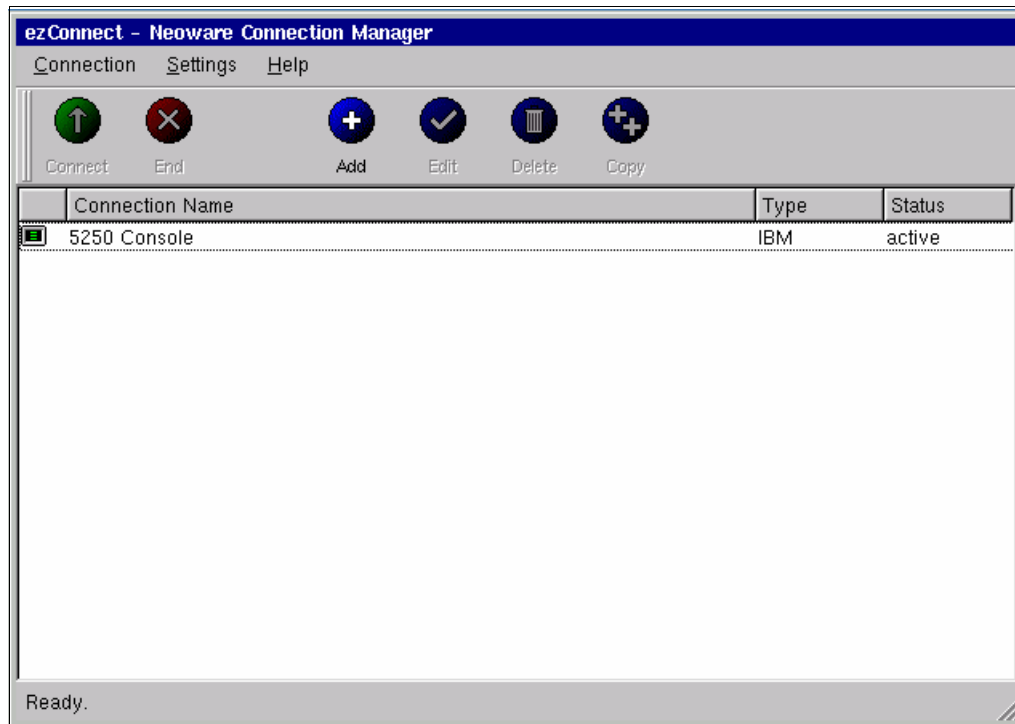 ezConnect – Neoware Connection Manager
Connection Settings Help
Connect End Add Edit Delete Copy
Connection Name Type Status
5250 Console IBM active
Ready.